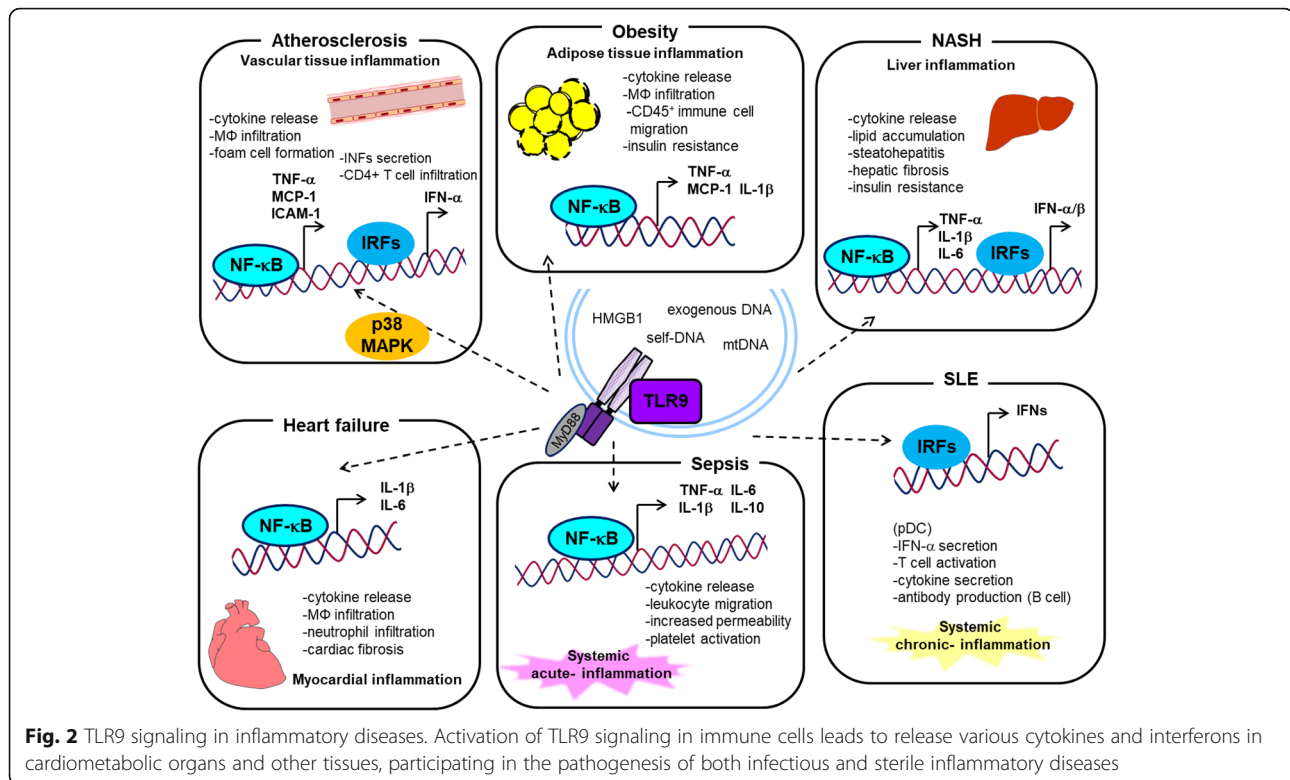 Atherosclerosis
Vascular tissue inflammation
-cytokine release
-MΦ infiltration
-foam cell formation
-INFs secretion
-CD4+ T cell infiltration
TNF-α
MCP-1
ICAM-1
IFN-α
IRFs
NF-κB
p38
MAPK
Obesity
Adipose tissue inflammation
-cytokine release
-MΦ infiltration
-CD45⁺ immune cell
migration
-insulin resistance
TNF-α
MCP-1 IL-1β
NF-κB
NASH
Liver inflammation
-cytokine release
-lipid accumulation
-steatohepatitis
-hepatic fibrosis
-insulin resistance
TNF-α
IL-1β
IL-6
IFN-α/β
NF-κB
IRFs
HMGB1
exogenous DNA
self-DNA
mtDNA
TLR9
MyD88
Heart failure
IL-1β
IL-6
NF-κB
-cytokine release
-MΦ infiltration
-neutrophil infiltration
-cardiac fibrosis
Myocardial inflammation
Sepsis
TNF-α IL-6
IL-1β IL-10
NF-κB
-cytokine release
-leukocyte migration
-increased permeability
-platelet activation
Systemic
acute- inflammation
SLE
IFNs
IRFs
(pDC)
-IFN-α secretion
-T cell activation
-cytokine secretion
-antibody production (B cell)
Systemic
chronic- inflammation
Fig. 2 TLR9 signaling in inflammatory diseases. Activation of TLR9 signaling in immune cells leads to release various cytokines and interferons in
cardiometabolic organs and other tissues, participating in the pathogenesis of both infectious and sterile inflammatory diseases